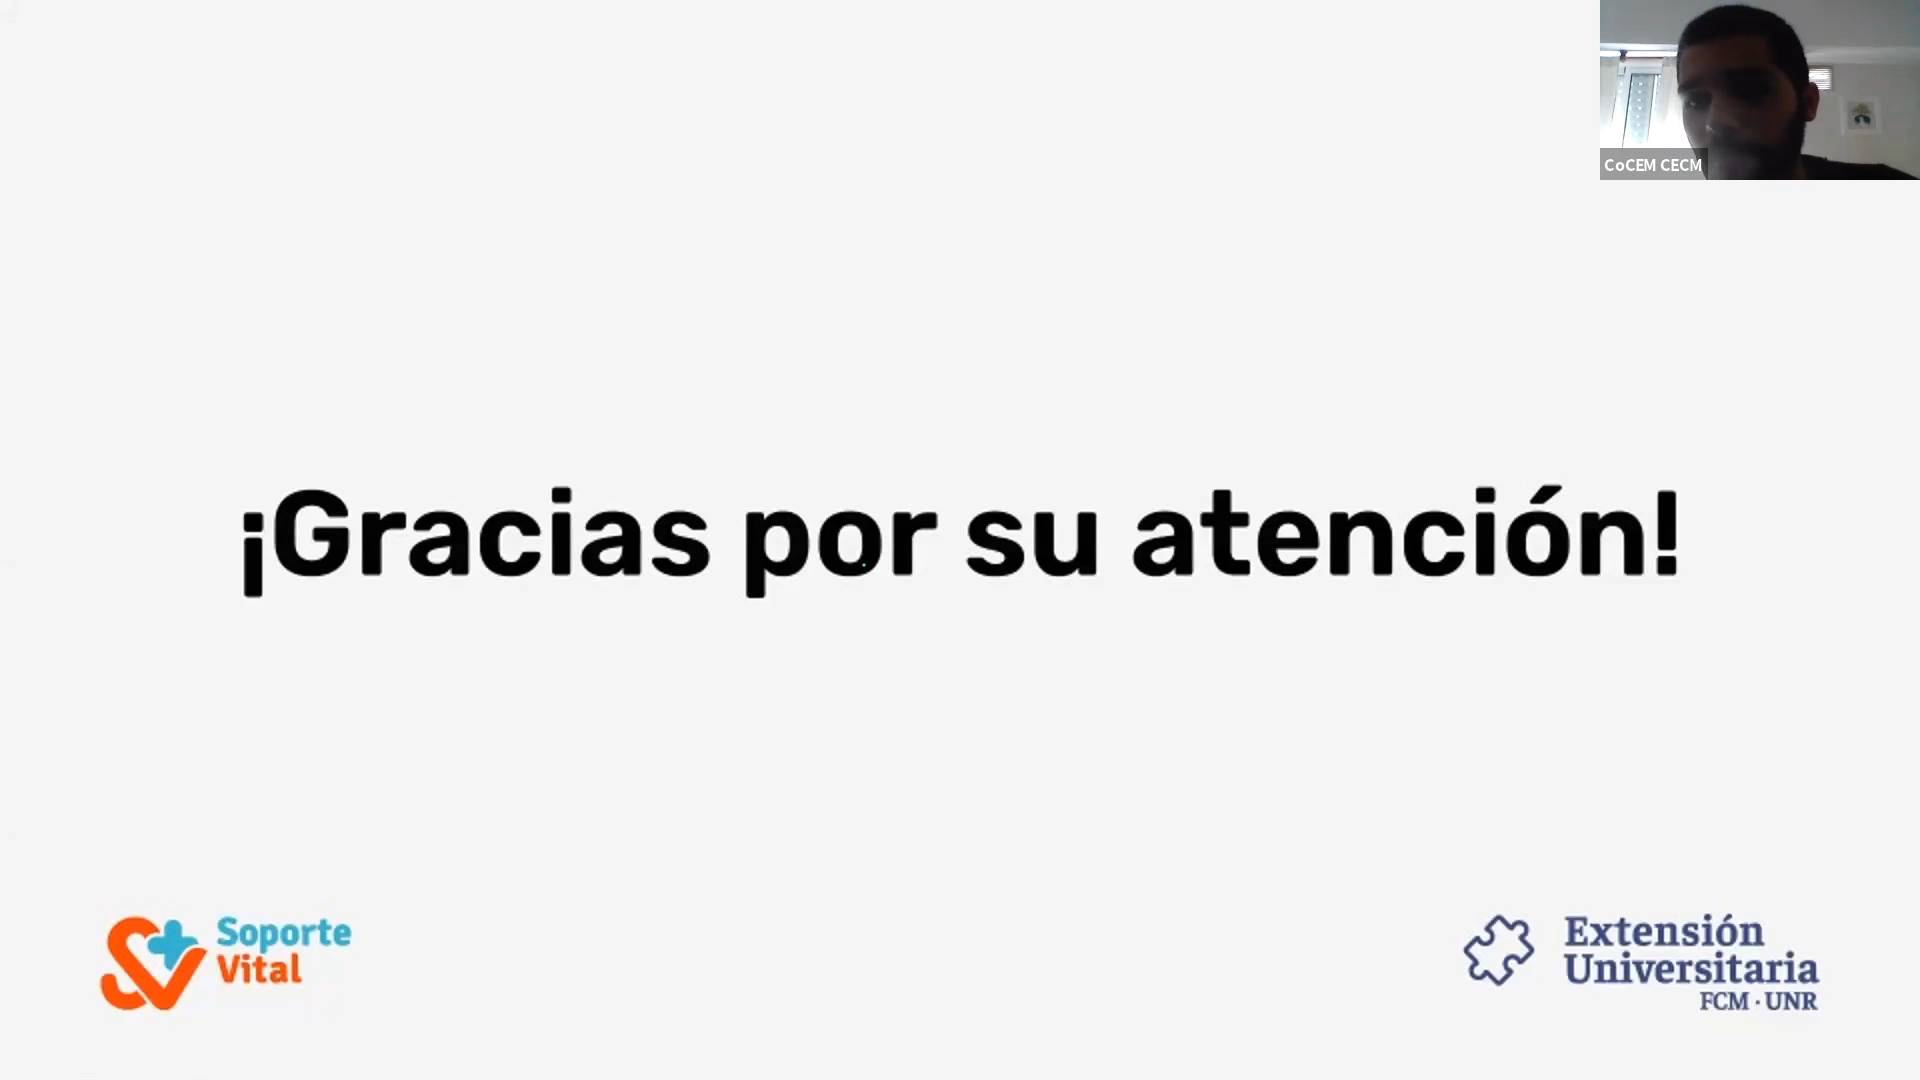 CoCEM CECM
¡Gracias por su atención!
Soporte
Vital
Extensión
Universitaria
FCM · UNR